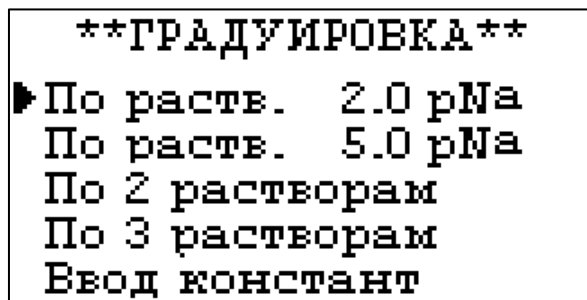 **ГРАДУИРОВКА**
По раств. 2.0 pNa
По раств. 5.0 pNa
По 2 растворам
По 3 растворам
Ввод констант